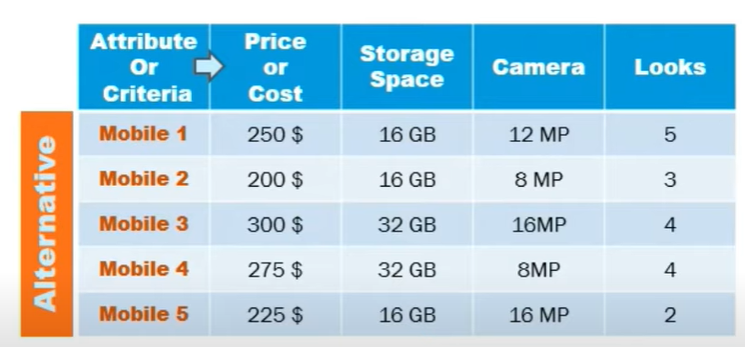 Attribute Or Criteria Price or Cost Storage Space Camera Looks
Alternative
Mobile 1 250 $ 16 GB 12 MP 5
Mobile 2 200 $ 16 GB 8 MP 3
Mobile 3 300 $ 32 GB 16MP 4
Mobile 4 275 $ 32 GB 8MP 4
Mobile 5 225 $ 16 GB 16 MP 2